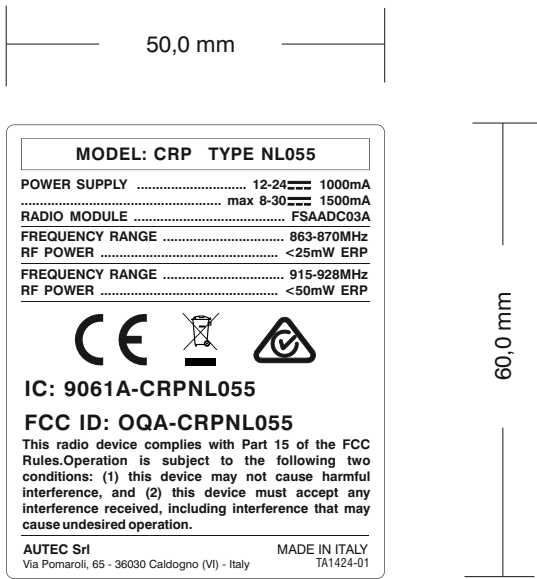 50,0 mm
MODEL: CRP TYPE NL055
POWER SUPPLY ........................... 12-24 1000mA
.................................................. max 8-30 1500mA
RADIO MODULE ..................................... FSAADC03A
FREQUENCY RANGE .............................. 863-870MHz
RF POWER ............................................ <25mW ERP
FREQUENCY RANGE .............................. 915-928MHz
RF POWER ............................................ <50mW ERP
CE
IC: 9061A-CRPNL055
FCC ID: OQA-CRPNL055
This radio device complies with Part 15 of the FCC
Rules.Operation is subject to the following two
conditions: (1) this device may not cause harmful
interference, and (2) this device must accept any
interference received, including interference that may
cause undesired operation.
AUTEC Srl MADE IN ITALY
Via Pomaroli, 65 - 36030 Caldogno (VI) - Italy TA1424-01
60,0 mm